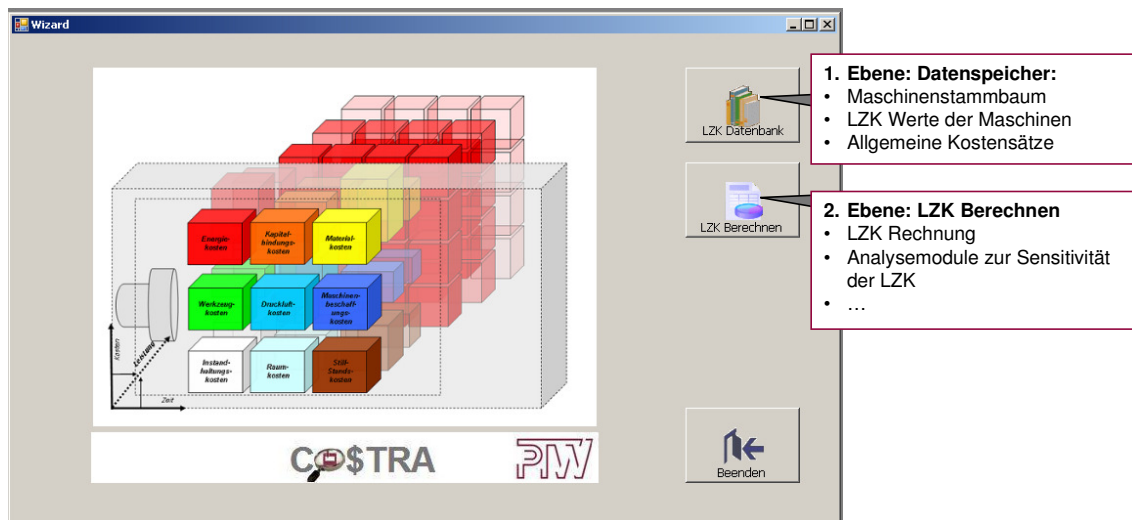 Wizard
Energie-
kosten
Kapital-
bindungs-
kosten
Material-
kosten
Werkzeug-
kosten
Druckluft-
kosten
Maschinen-
beschaff
ungs-
kosten
Instand-
haltungs-
kosten
Raum-
kosten
Still-
Stands-
kosten
Kosten
Leistung
Zeit
CO$TRA
PTW
LZK Datenbank
LZK Berechnen
Beenden
1. Ebene: Datenspeicher:
• Maschinenstammbaum
• LZK Werte der Maschinen
• Allgemeine Kostensätze
2. Ebene: LZK Berechnen
• LZK Rechnung
• Analysemodule zur Sensitivität
der LZK
• …